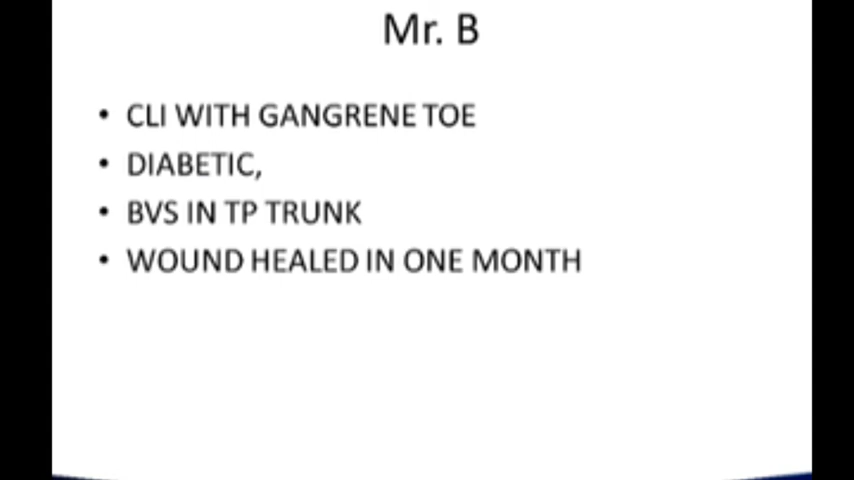 Mr. B
• CLI WITH GANGRENE TOE
• DIABETIC,
• BVS IN TP TRUNK
• WOUND HEALED IN ONE MONTH